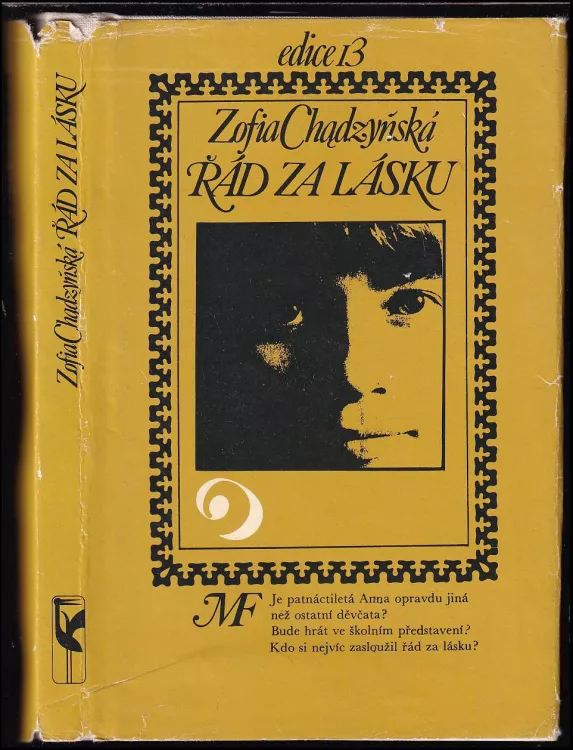 edice 13
Zofia Chądzyńská
ŘÁD ZA LÁSKU
MF
Je patnáctiletá Anna opravdu jiná
než ostatní děvčata?
Bude hrát ve školním představení?
Kdo si nejvíc zasloužil řád za lásku?
Zofia Chądzyńská ŘÁD ZA LÁSKU